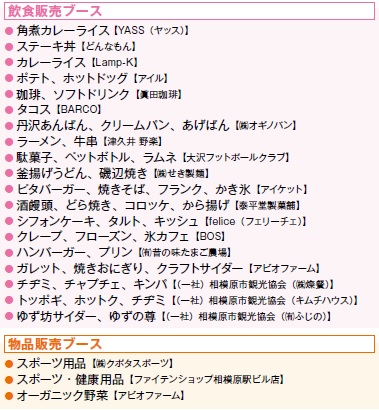 飲食販売ブース
● 角煮カレーライス【YASS（ヤッス）】
● ステーキ丼【どんなもん】
● カレーライス【Lamp-K】
● ポテト、ホットドッグ【アイル】
● 珈琲、ソフトドリンク【眞田珈琲】
● タコス【BARCO】
● 丹沢あんぱん、クリームパン、あげぱん【㈱オギノパン】
● ラーメン、牛串【津久井 野楽】
● 駄菓子、ペットボトル、ラムネ【大沢フットボールクラブ】
● 釜揚げうどん、磯辺焼き【㈱せき製麺】
● ピタバーガー、焼きそば、フランク、かき氷【アイケット】
● 酒饅頭、どら焼き、コロッケ、から揚げ【泰平堂製菓舗】
● シフォンケーキ、タルト、キッシュ【felice（フェリーチェ）】
● クレープ、フローズン、氷カフェ【BOS】
● ハンバーガー、プリン【㈲昔の味たまご農場】
● ガレット、焼きおにぎり、クラフトサイダー【アビオファーム】
● チヂミ、チャプチェ、キンパ【（一社）相模原市観光協会（㈱燦餐）】
● トッポギ、ホットク、チヂミ【（一社）相模原市観光協会（キムチハウス）】
● ゆず坊サイダー、ゆずの尊【（一社）相模原市観光協会（㈲ふじの）】
物品販売ブース
● スポーツ用品【㈱クボタスポーツ】
● スポーツ・健康用品【ファイテンショップ相模原駅ビル店】
● オーガニック野菜【アビオファーム】